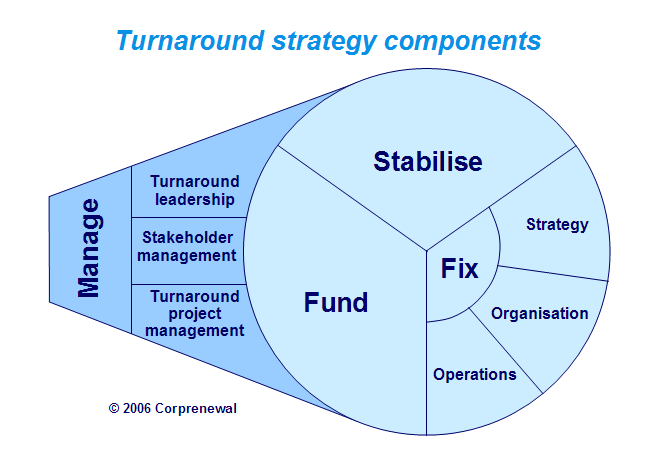 Turnaround strategy components
Stabilise
Manage
Turnaround
leadership
Stakeholder
management
Turnaround
project
management
Fund
Fix
Strategy
Organisation
Operations
© 2006 Corprenewal